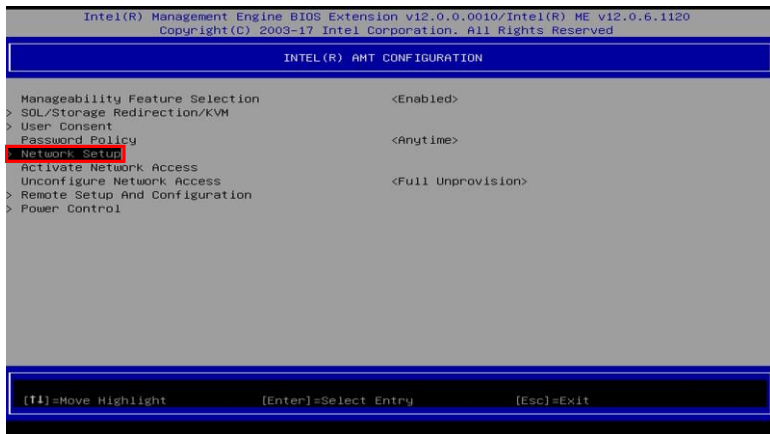 Intel(R) Management Engine BIOS Extension v12.0.0.0010/Intel(R) ME v12.0.6.1120
Copyright(C) 2003-17 Intel Corporation. All Rights Reserved
INTEL(R) AMT CONFIGURATION
Manageability Feature Selection <Enabled>
> SOL/Storage Redirection/KVM
> User Consent
Password Policy <Anytime>
> Network Setup
Activate Network Access
Unconfigure Network Access <Full Unprovision>
> Remote Setup And Configuration
> Power Control
[↑↓]=Move Highlight [Enter]=Select Entry [Esc]=Exit